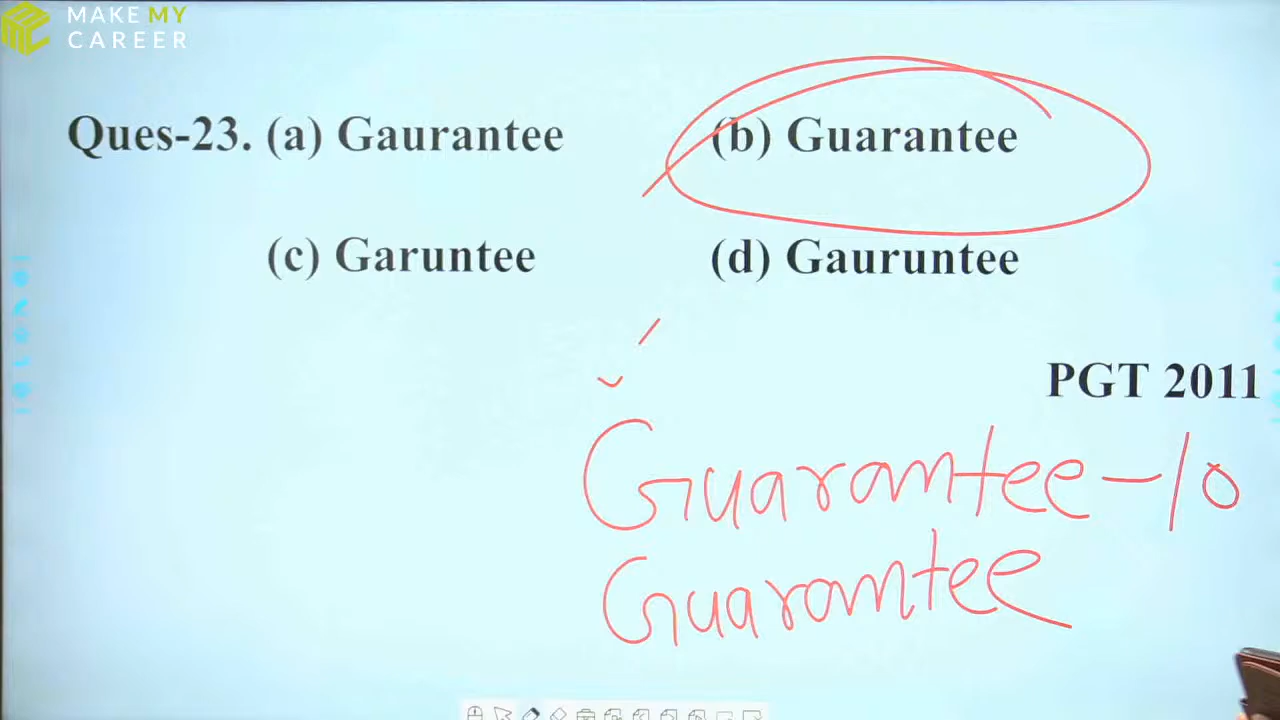 MAKE MY
CAREER
Ques-23. (a) Gaurantee (b) Guarantee
(c) Garuntee (d) Gauruntee
PGT 2011
Guarantee-10
Guarantee